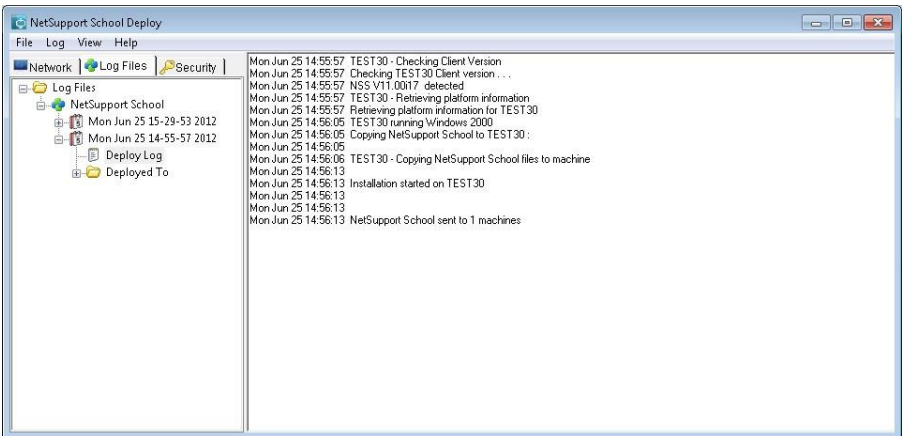 NetSupport School Deploy
File Log View Help
Network Log Files Security
Log Files
NetSupport School
Mon Jun 25 15-29-53 2012
Mon Jun 25 14-55-57 2012
Deploy Log
Deployed To
Mon Jun 25 14:55:57 TEST30 - Checking Client Version
Mon Jun 25 14:55:57 Checking TEST30 Client version . . .
Mon Jun 25 14:55:57 NSS V11.00i17 detected
Mon Jun 25 14:55:57 TEST30 - Retrieving platform information
Mon Jun 25 14:55:57 Retrieving platform information for TEST30
Mon Jun 25 14:56:05 TEST30 running Windows 2000
Mon Jun 25 14:56:05 Copying NetSupport School to TEST30 :
Mon Jun 25 14:56:05
Mon Jun 25 14:56:06 TEST30 - Copying NetSupport School files to machine
Mon Jun 25 14:56:13
Mon Jun 25 14:56:13 Installation started on TEST30
Mon Jun 25 14:56:13
Mon Jun 25 14:56:13
Mon Jun 25 14:56:13 NetSupport School sent to 1 machines